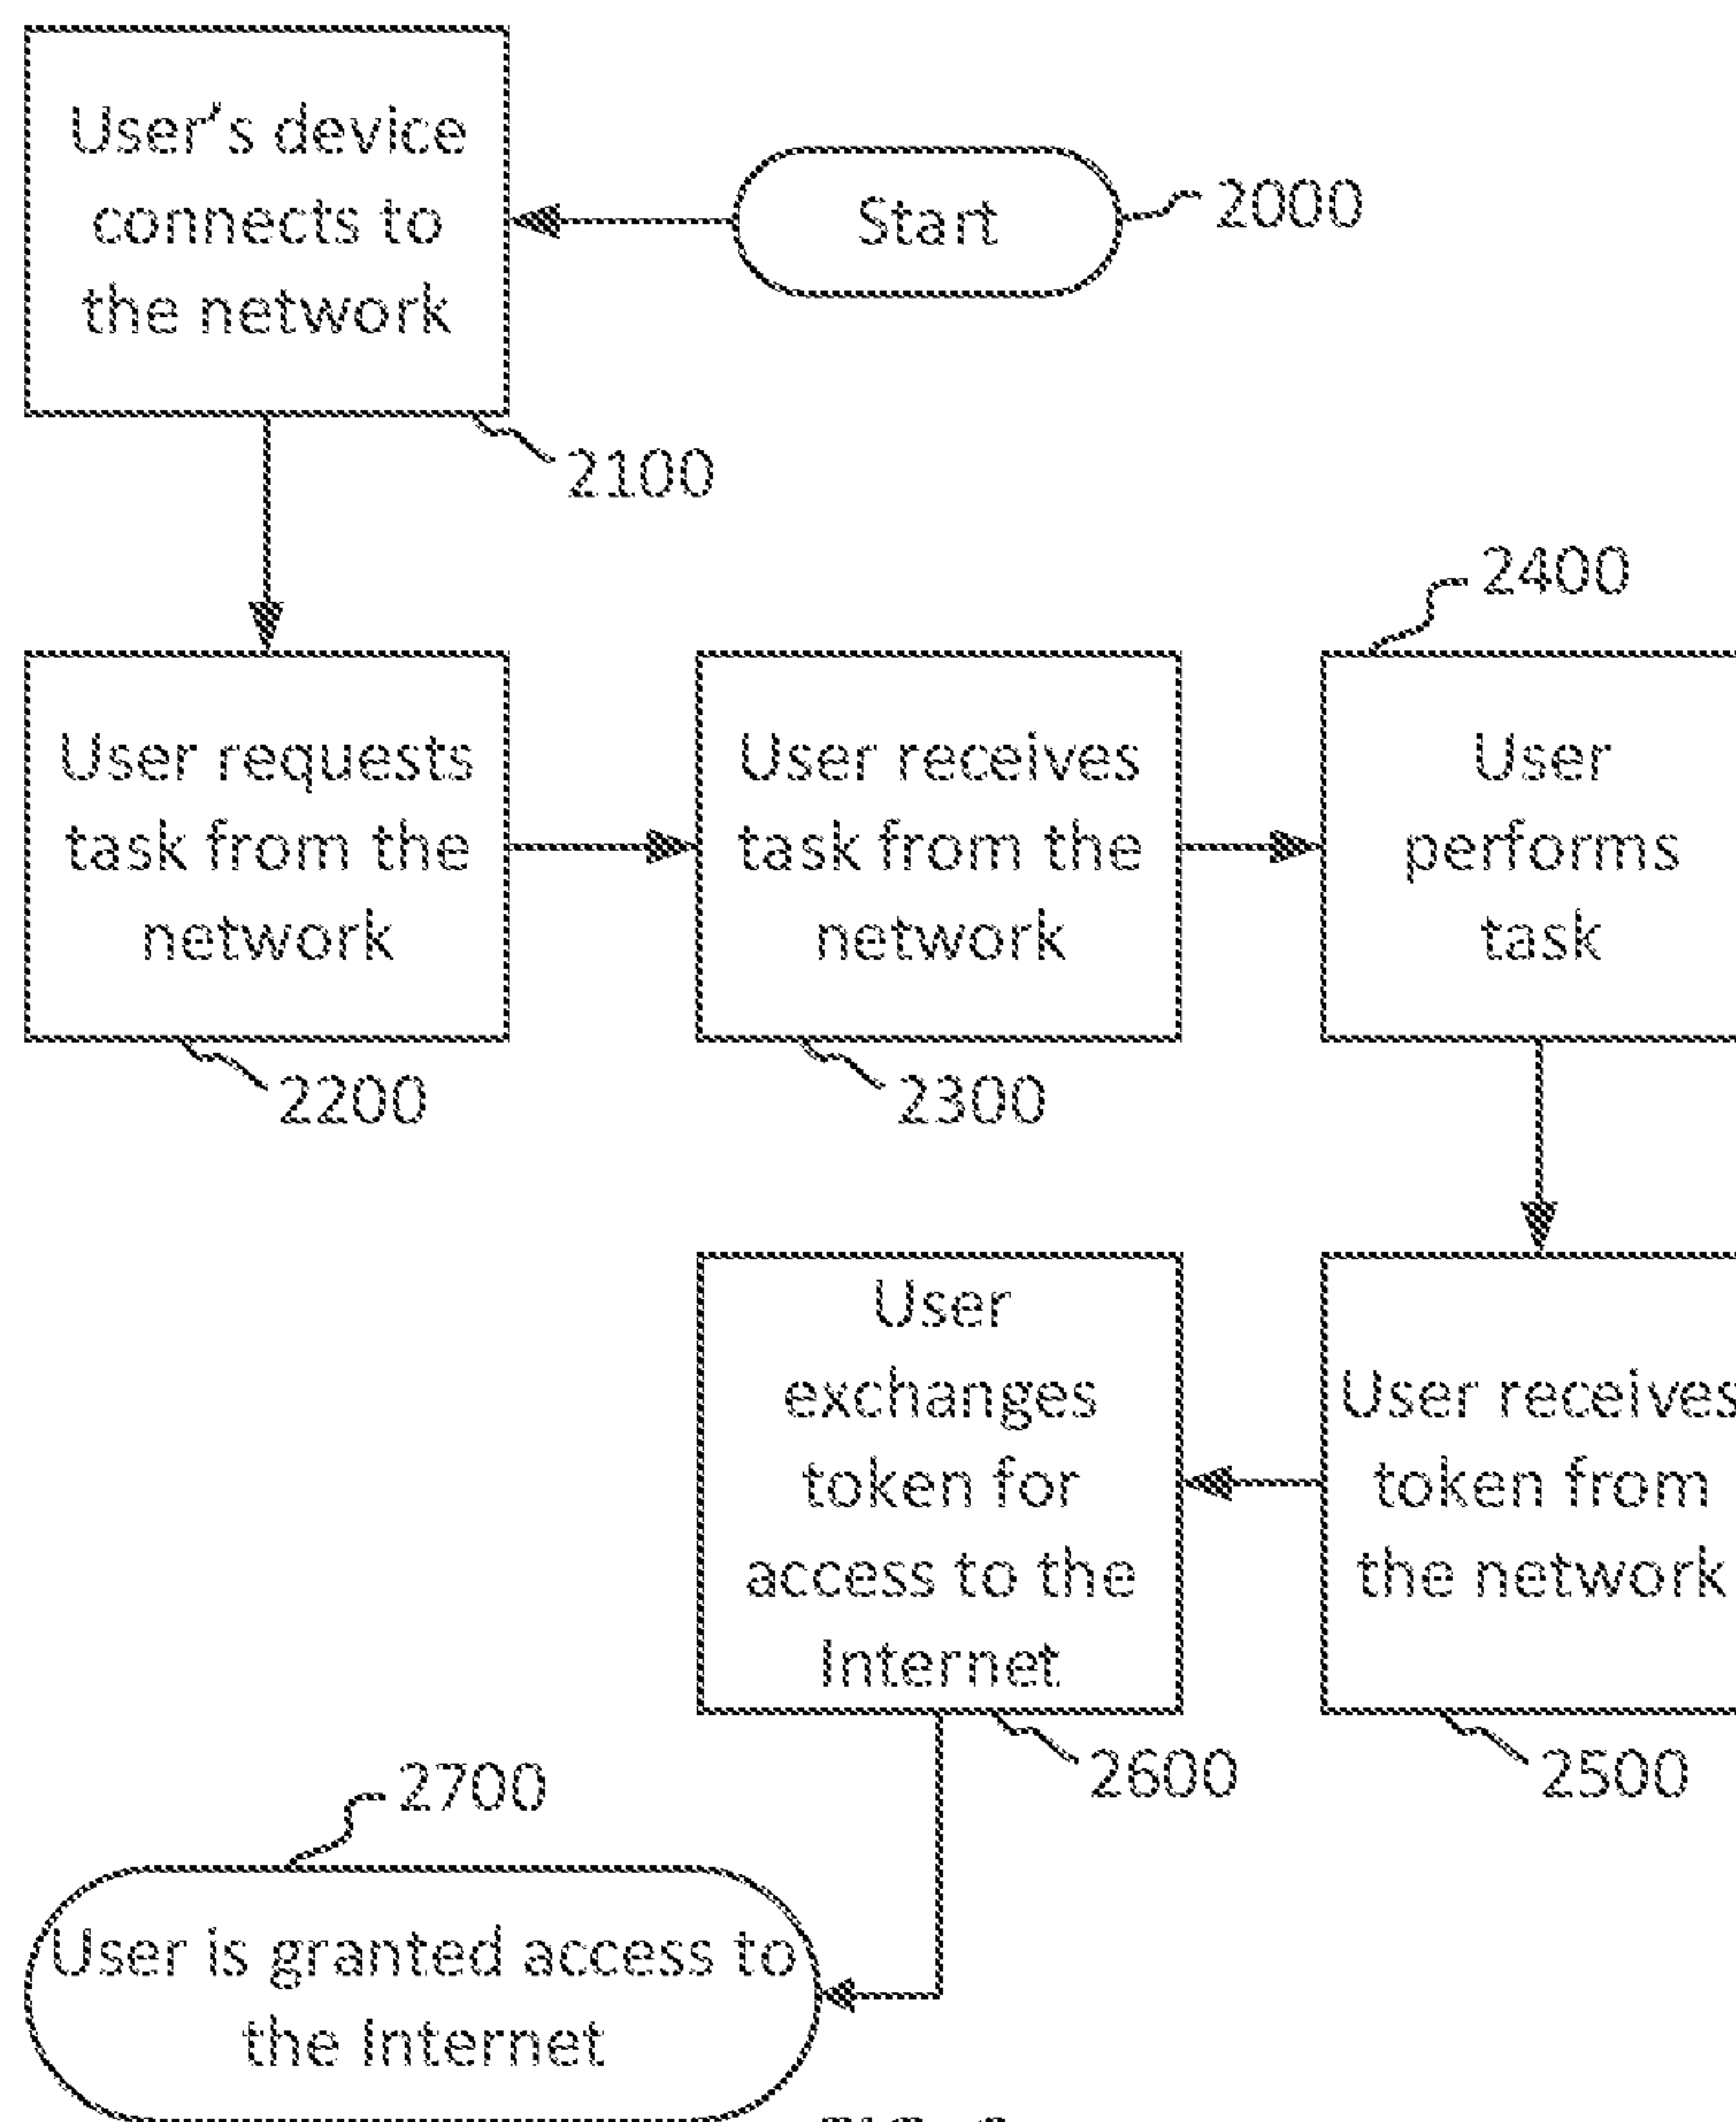 Start
2000
User's device
connects to
the network
2100
User requests
task from the
network
2200
User receives
task from the
network
2300
2400
User
performs
task
User receives
token from
the network
2500
User
exchanges
token for
access to the
Internet
2600
2700
User is granted access to
the Internet